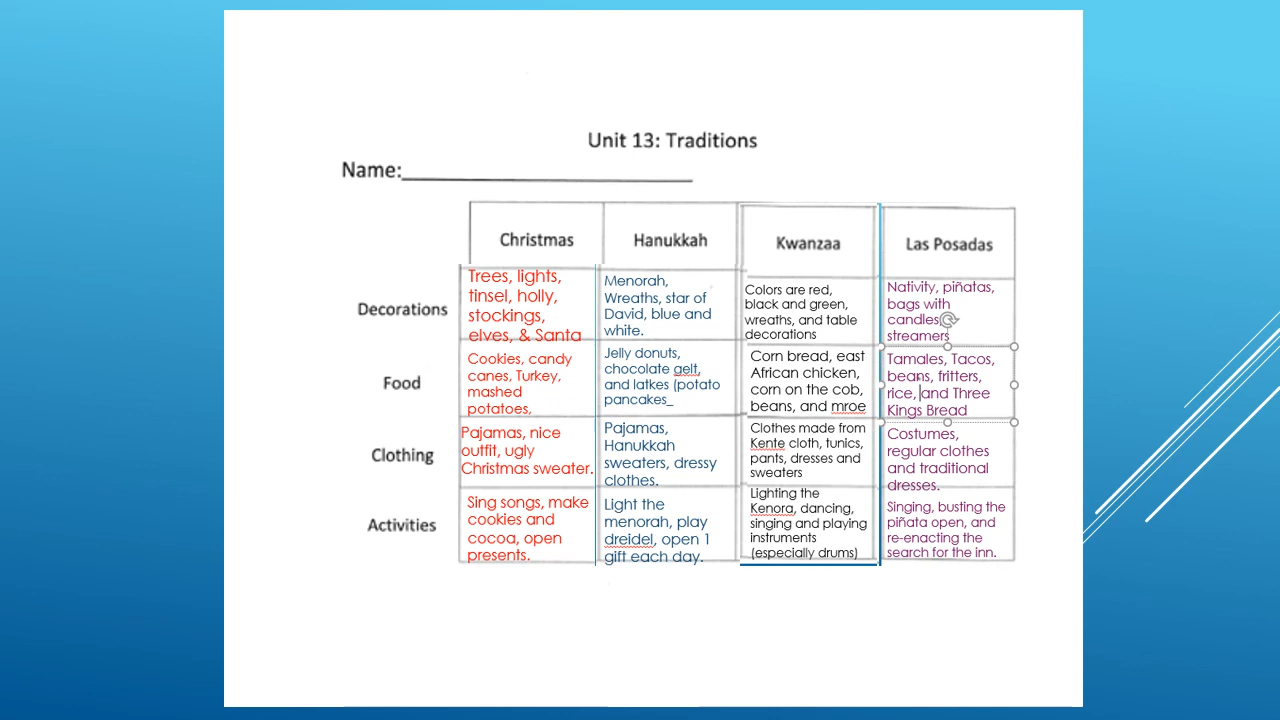 Unit 13: Traditions
Name:
Christmas
Hanukkah
Kwanzaa
Las Posadas
Decorations
Trees, lights,
tinsel, holly,
stockings,
elves, & Santa
Menorah,
Wreaths, star of
David, blue and
white.
Colors are red,
black and green,
wreaths, and table
decorations
Nativity, piñatas,
bags with
candles,
streamers
Food
Cookies, candy
canes, Turkey,
mashed
potatoes,
Jelly donuts,
chocolate gelt,
and latkes (potato
pancakes_
Corn bread, east
African chicken,
corn on the cob,
beans, and mroe
Tamales, Tacos,
beans, fritters,
rice, and Three
Kings Bread
Clothing
Pajamas, nice
outfit, ugly
Christmas sweater.
Pajamas,
Hanukkah
sweaters, dressy
clothes.
Clothes made from
Kente cloth, tunics,
pants, dresses and
sweaters
Costumes,
regular clothes
and traditional
dresses.
Activities
Sing songs, make
cookies and
cocoa, open
presents.
Light the
menorah, play
dreidel, open 1
gift each day.
Lighting the
Kenora, dancing,
singing and playing
instruments
(especially drums)
Singing, busting the
piñata open, and
re-enacting the
search for the inn.